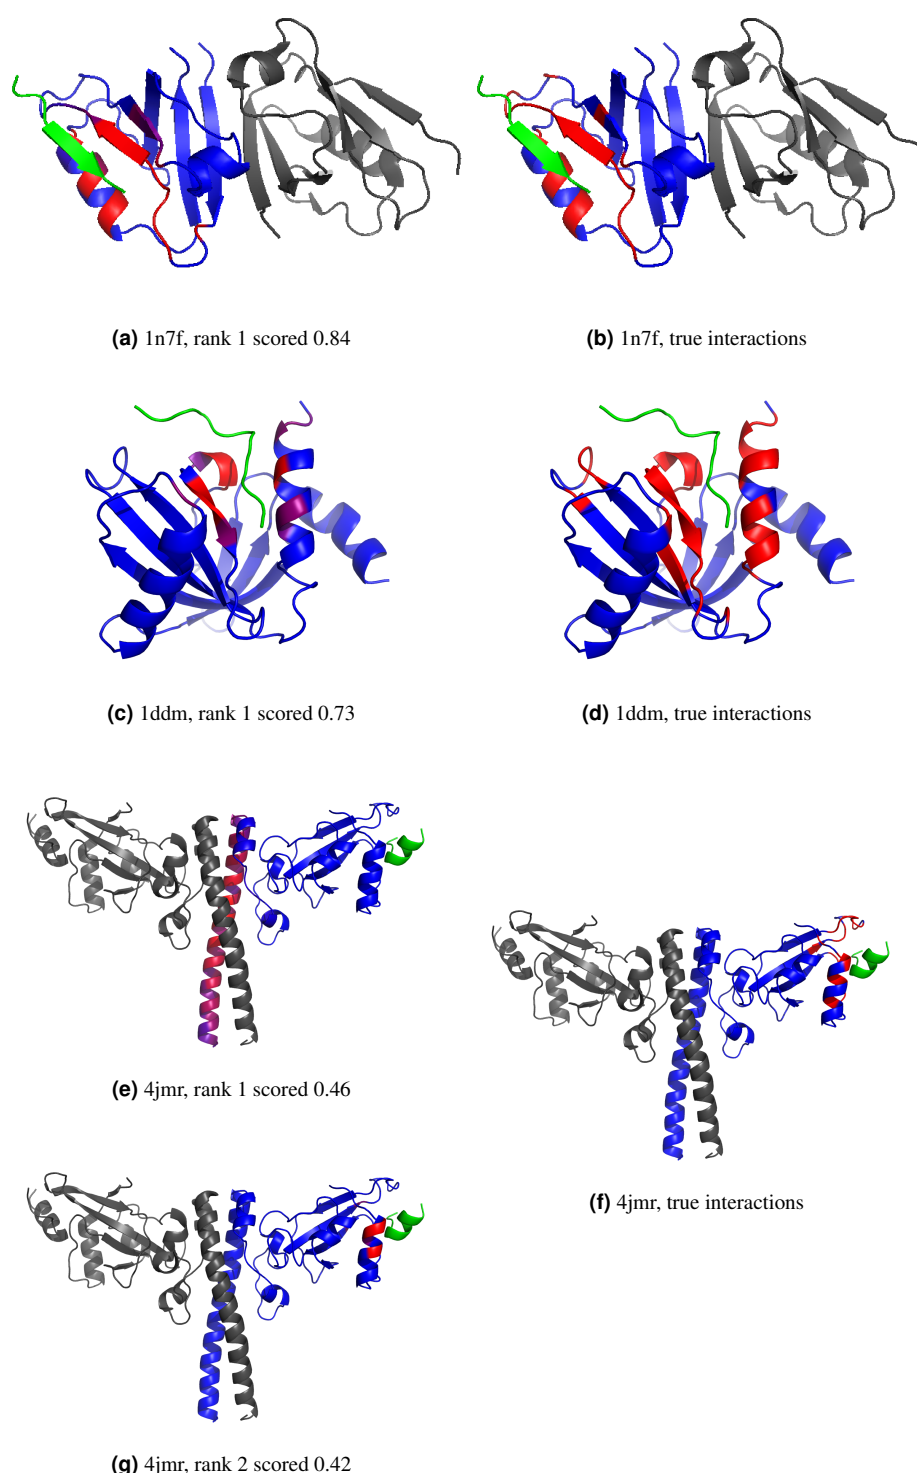 (a) 1n7f, rank 1 scored 0.84
(b) 1n7f, true interactions
(c) 1ddm, rank 1 scored 0.73
(d) 1ddm, true interactions
(e) 4jmr, rank 1 scored 0.46
(f) 4jmr, true interactions
(g) 4jmr, rank 2 scored 0.42